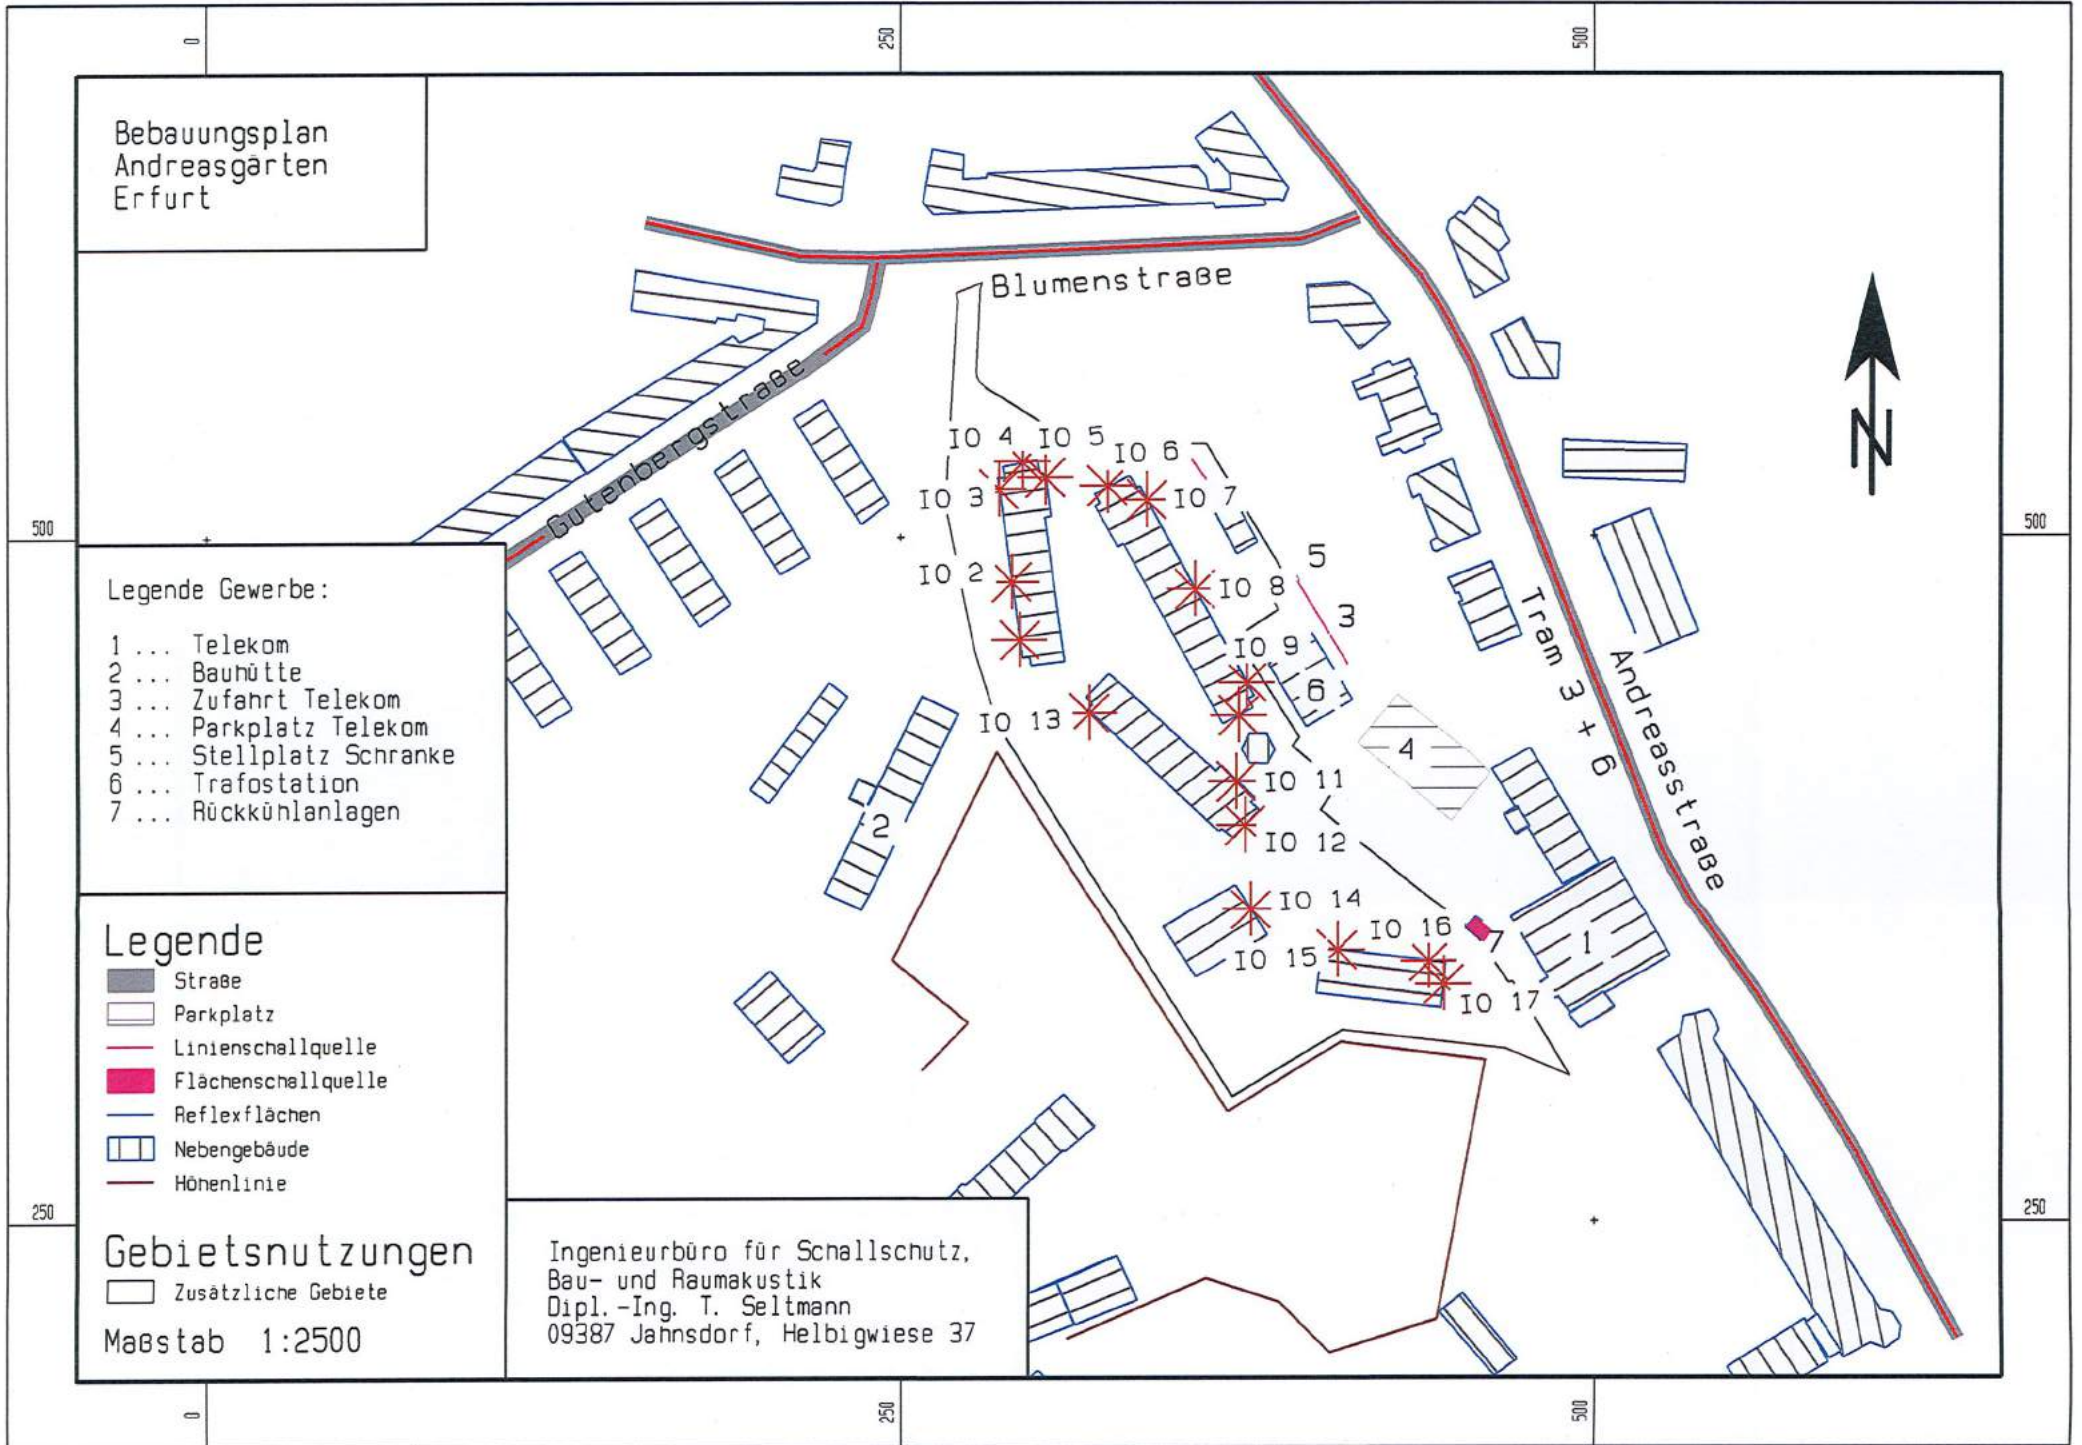 0
250
500
Bebauungsplan
Andreasgärten
Erfurt
Blumenstraße
Gutenbergstraße
N
IO 4
IO 5
IO 6
IO 3
IO 7
500
500
5
IO 2
IO 8
3
IO 9
6
IO 13
4
IO 11
2
IO 12
Tram 3 + 6
Andreasstraße
IO 14
IO 16
IO 15
7
1
IO 17
Legende Gewerbe:
1 ... Telekom
2 ... Bauhütte
3 ... Zufahrt Telekom
4 ... Parkplatz Telekom
5 ... Stellplatz Schranke
6 ... Trafostation
7 ... Rückkühlanlagen
Legende
Straße
Parkplatz
Linienschallquelle
Flächenschallquelle
Reflexflächen
Nebengebäude
Höhenlinie
250
250
Gebietsnutzungen
Zusätzliche Gebiete
Maßstab 1:2500
Ingenieurbüro für Schallschutz,
Bau- und Raumakustik
Dipl.-Ing. T. Seltmann
09387 Jahnsdorf, Helbigwiese 37
0
250
500